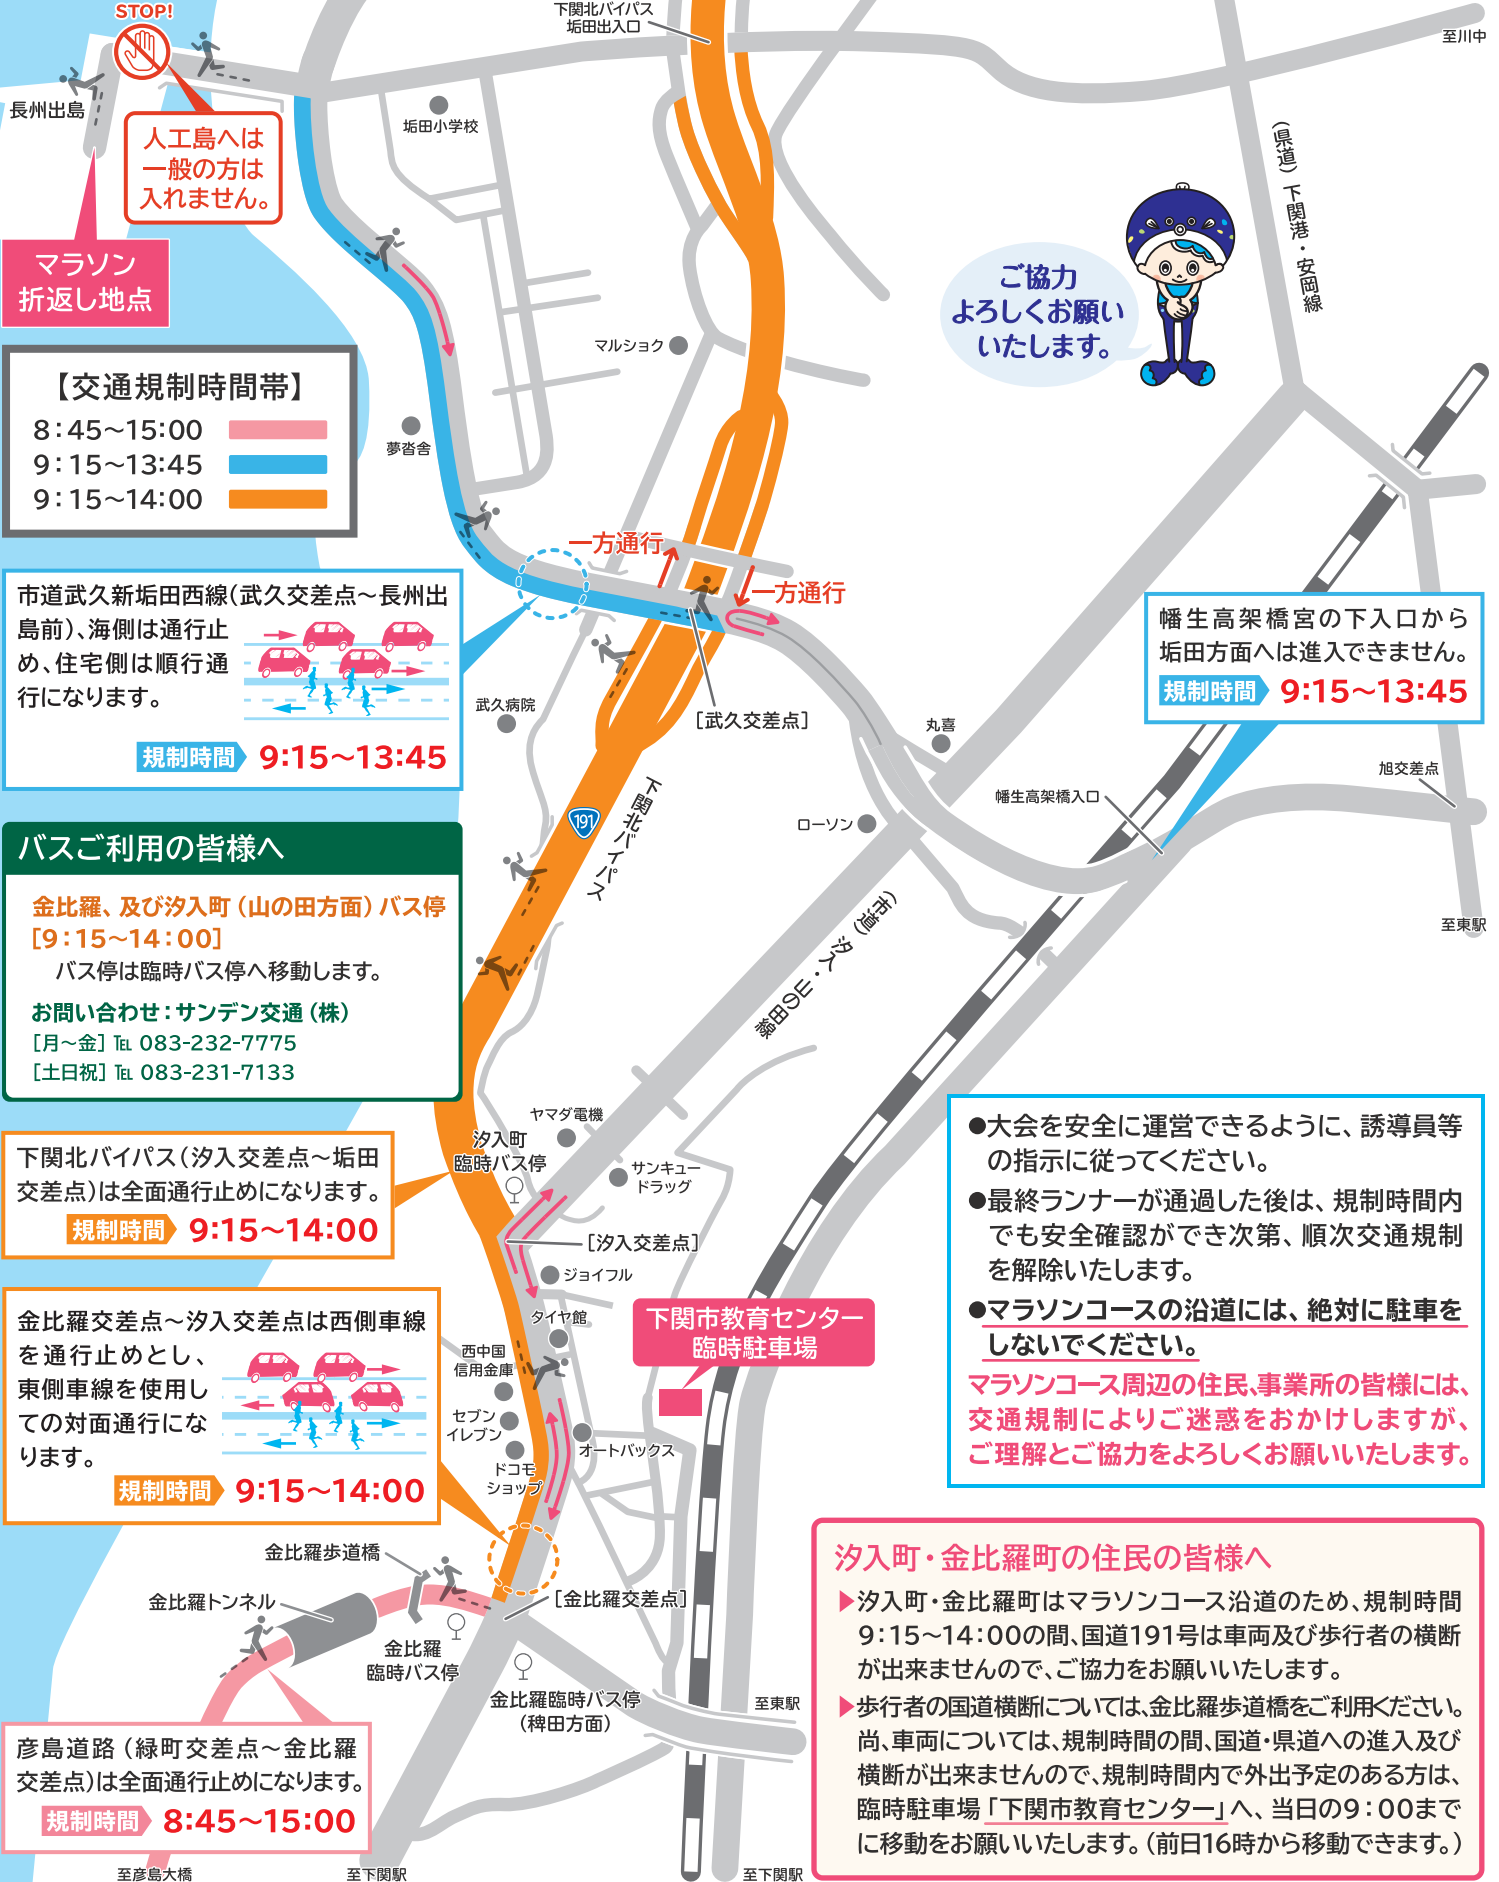 STOP!
長州出島
人工島へは
一般の方は
入れません。
マラソン
折返し地点
下関北バイパス
垢田出入口
至川中
垢田小学校
(県道)下関港・安岡線
ご協力
よろしくお願い
いたします。
マルショク
【交通規制時間帯】
8:45～15:00
9:15～13:45
9:15～14:00
夢沓舎
一方通行
一方通行
市道武久新垢田西線(武久交差点～長州出
島前)、海側は通行止
め、住宅側は順行通
行になります。
規制時間 9:15～13:45
幡生高架橋宮の下入口から
垢田方面へは進入できません。
規制時間 9:15～13:45
武久病院
[武久交差点]
丸喜
旭交差点
幡生高架橋入口
ローソン
191
下関北バイパス
バスご利用の皆様へ
金比羅、及び汐入町(山の田方面)バス停
[9:15～14:00]
バス停は臨時バス停へ移動します。
お問い合わせ:サンデン交通(株)
[月～金]℡ 083-232-7775
[土日祝]℡ 083-231-7133
(市道)汐入・山の田線
至東駅
ヤマダ電機
汐入町
臨時バス停
サンキュー
ドラッグ
[汐入交差点]
ジョイフル
下関北バイパス(汐入交差点～垢田
交差点)は全面通行止めになります。
規制時間 9:15～14:00
タイヤ館
下関市教育センター
臨時駐車場
西中国
信用金庫
セブン
イレブン
オートバックス
ドコモ
ショップ
金比羅交差点～汐入交差点は西側車線
を通行止めとし、
東側車線を使用し
ての対面通行にな
ります。
規制時間 9:15～14:00
●大会を安全に運営できるように、誘導員等
の指示に従ってください。
●最終ランナーが通過した後は、規制時間内
でも安全確認ができ次第、順次交通規制
を解除いたします。
●マラソンコースの沿道には、絶対に駐車を
しないでください。
マラソンコース周辺の住民、事業所の皆様には、
交通規制によりご迷惑をおかけしますが、
ご理解とご協力をよろしくお願いいたします。
金比羅歩道橋
金比羅トンネル
[金比羅交差点]
金比羅
臨時バス停
金比羅臨時バス停
(稗田方面)
至東駅
彦島道路(緑町交差点～金比羅
交差点)は全面通行止めになります。
規制時間 8:45～15:00
至彦島大橋
至下関駅
至下関駅
汐入町・金比羅町の住民の皆様へ
▶汐入町・金比羅町はマラソンコース沿道のため、規制時間
9:15～14:00の間、国道191号は車両及び歩行者の横断
が出来ませんので、ご協力をお願いいたします。
▶歩行者の国道横断については、金比羅歩道橋をご利用ください。
尚、車両については、規制時間の間、国道・県道への進入及び
横断が出来ませんので、規制時間内で外出予定のある方は、
臨時駐車場「下関市教育センター」へ、当日の9:00まで
に移動をお願いいたします。(前日16時から移動できます。)